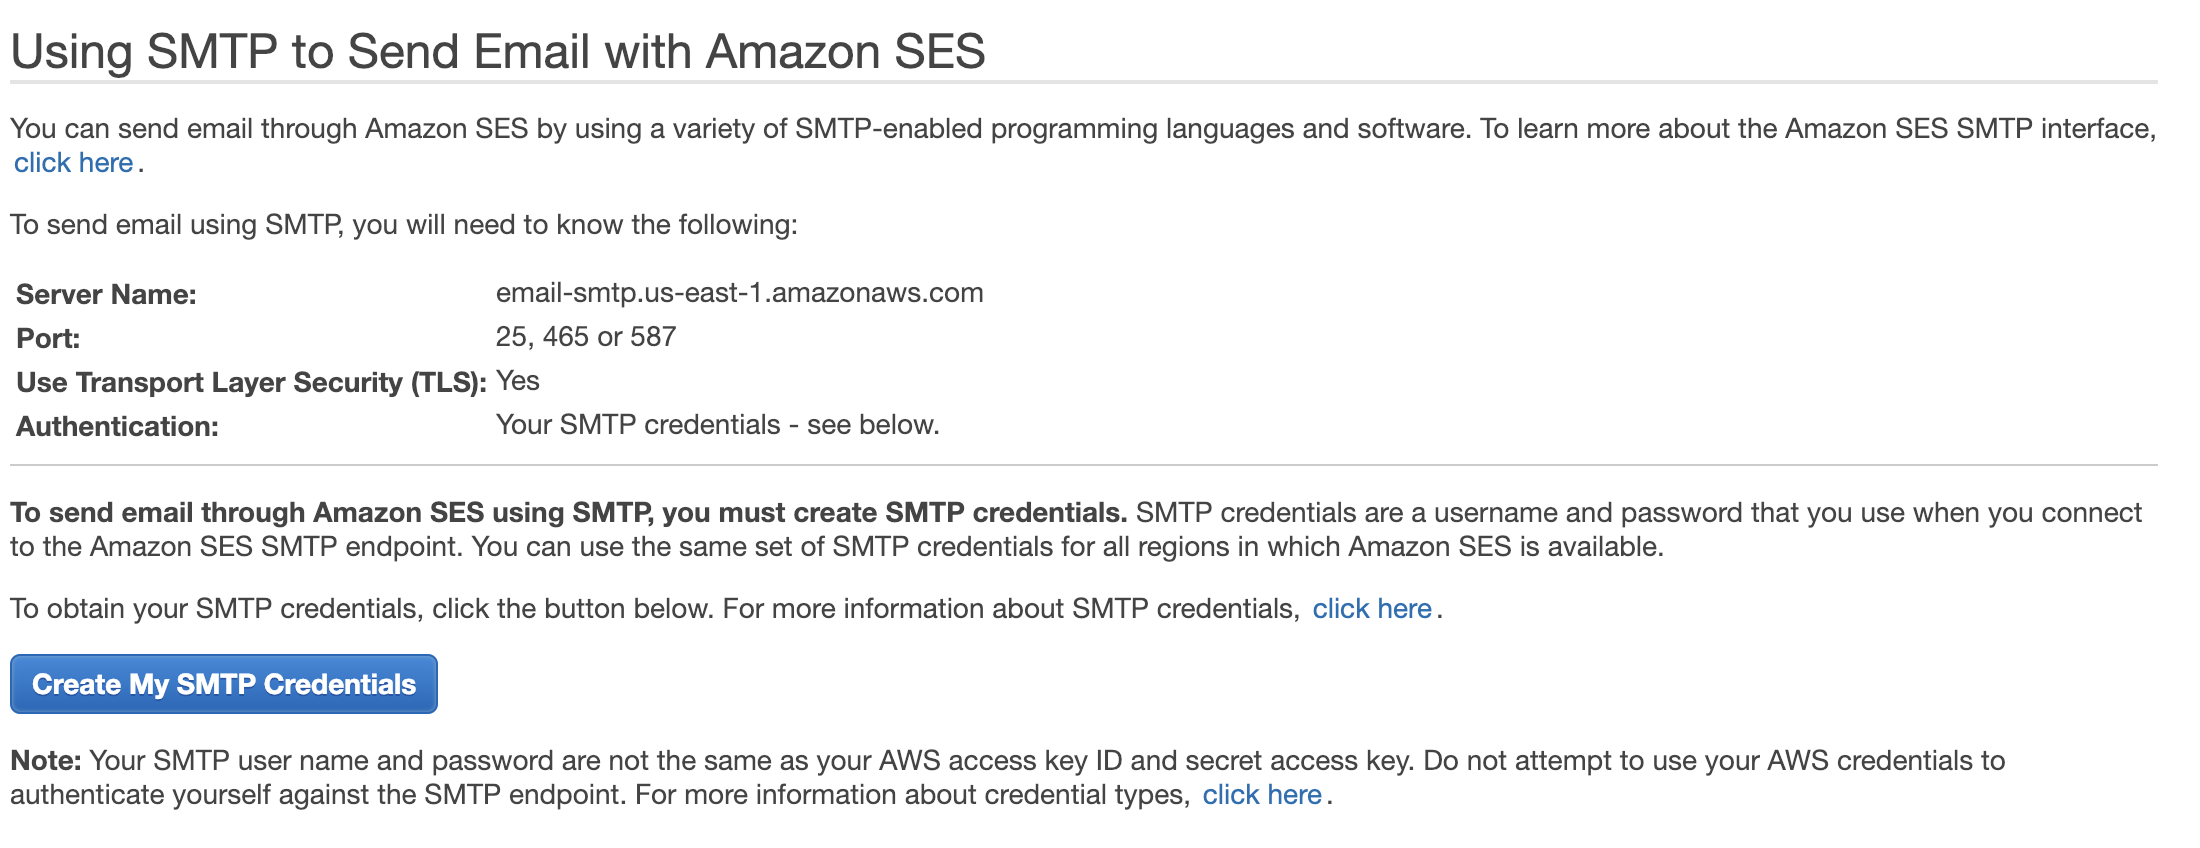 Using SMTP to Send Email with Amazon SES
You can send email through Amazon SES by using a variety of SMTP-enabled programming languages and software. To learn more about the Amazon SES SMTP interface,
click here .
To send email using SMTP, you will need to know the following:
Server Name: email-smtp.us-east-1.amazonaws.com
Port: 25, 465 or 587
Use Transport Layer Security (TLS): Yes
Authentication: Your SMTP credentials - see below.
To send email through Amazon SES using SMTP, you must create SMTP credentials. SMTP credentials are a username and password that you use when you connect
to the Amazon SES SMTP endpoint. You can use the same set of SMTP credentials for all regions in which Amazon SES is available.
To obtain your SMTP credentials, click the button below. For more information about SMTP credentials, click here .
Create My SMTP Credentials
Note: Your SMTP user name and password are not the same as your AWS access key ID and secret access key. Do not attempt to use your AWS credentials to
authenticate yourself against the SMTP endpoint. For more information about credential types, click here .